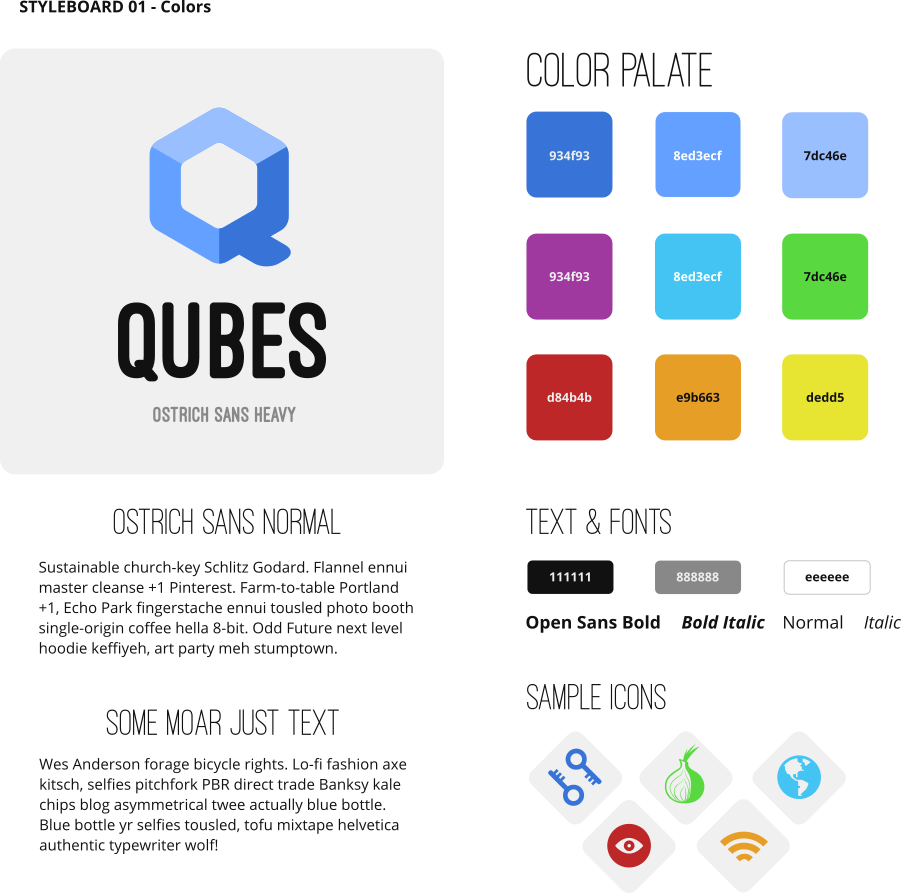 STYLEBOARD 01 - Colors
QUBES
OSTRICH SANS HEAVY
OSTRICH SANS NORMAL
Sustainable church-key Schlitz Godard. Flannel ennui
master cleanse +1 Pinterest. Farm-to-table Portland
+1, Echo Park fingerstache ennui tousled photo booth
single-origin coffee hella 8-bit. Odd Future next level
hoodie keffiyeh, art party meh stumptown.
SOME MOAR JUST TEXT
Wes Anderson forage bicycle rights. Lo-fi fashion axe
kitsch, selfies pitchfork PBR direct trade Banksy kale
chips blog asymmetrical twee actually blue bottle.
Blue bottle yr selfies tousled, tofu mixtape helvetica
authentic typewriter wolf!
COLOR PALATE
934f93 8ed3ecf 7dc46e
934f93 8ed3ecf 7dc46e
d84b4b e9b663 dedd5
TEXT & FONTS
111111 888888 eeeeee
Open Sans Bold Bold Italic Normal Italic
SAMPLE ICONS